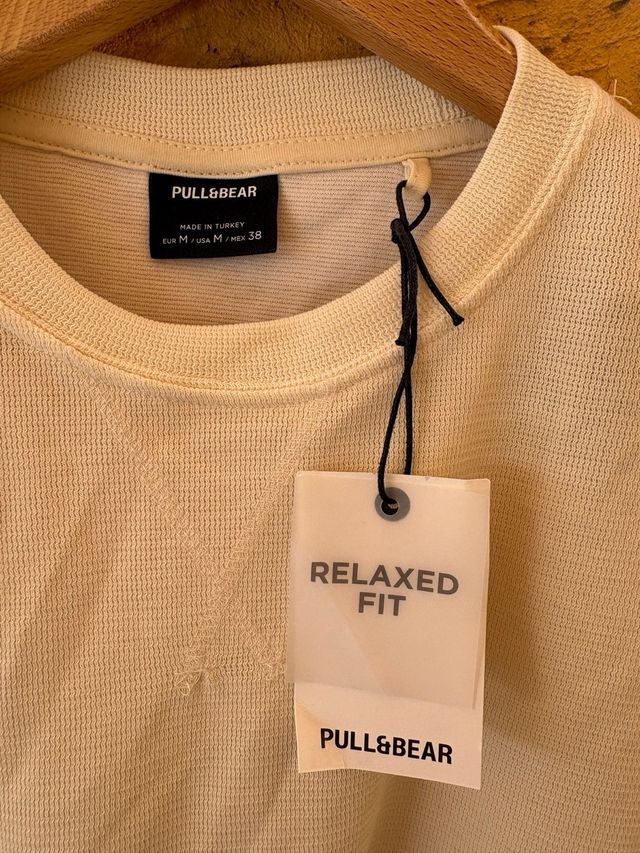 PULL&BEAR
MADE IN TURKEY
EUR M / USA M / MEX 38
RELAXED
FIT
PULL&BEAR